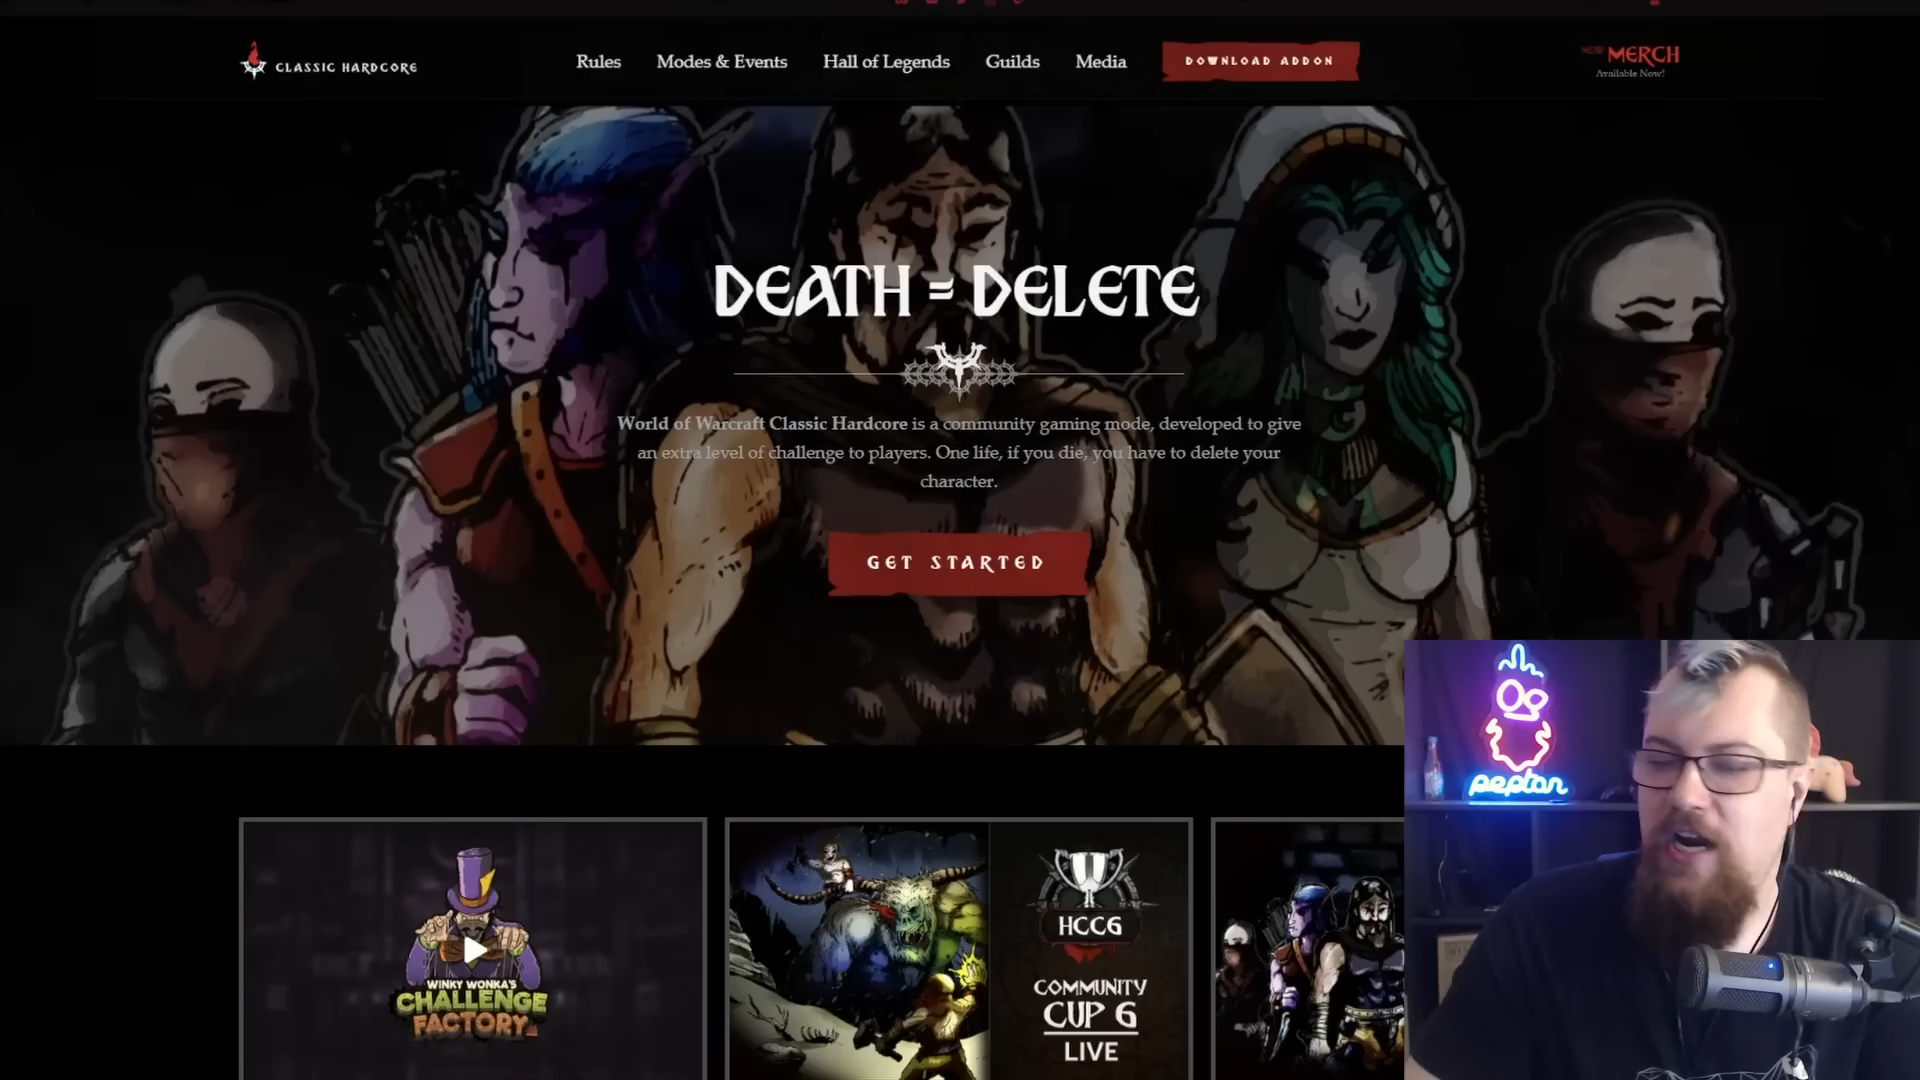 CLASSIC HARDCORE
Rules
Modes & Events
Hall of Legends
Guilds
Media
DOWNLOAD ADDON
NEW MERCH
Available Now!
DEATH = DELETE
World of Warcraft Classic Hardcore is a community gaming mode, developed to give
an extra level of challenge to players. One life, if you die, you have to delete your
character.
GET STARTED
peptar
WINKY WONKA'S
CHALLENGE
FACTORY
HCC6
COMMUNITY
CUP 6
LIVE